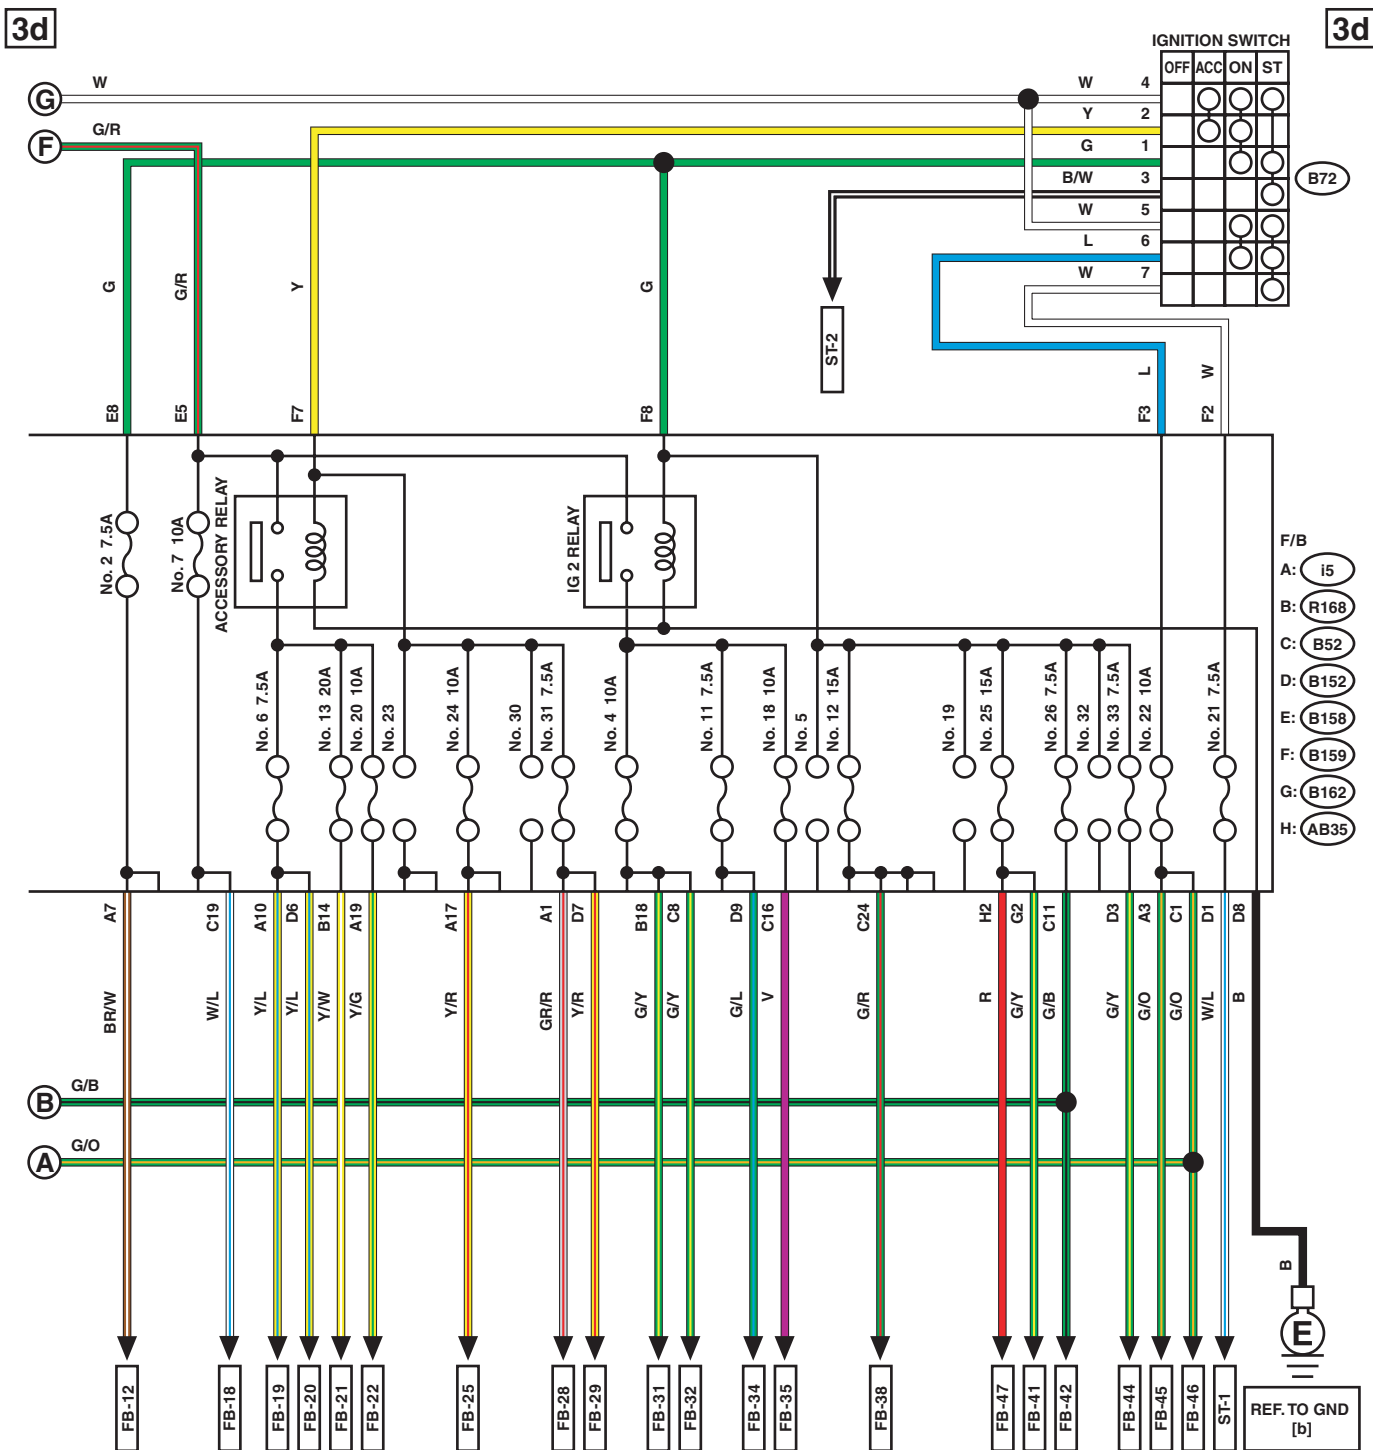 3d
3d
IGNITION SWITCH
OFF ACC ON ST
G
W
W 4
Y 2
F
G/R
G 1
B/W 3
B72
W 5
L 6
W 7
G
G/R
Y
G
ST-2
L
W
E8
E5
F7
F8
F3
F2
No. 2 7.5A
No. 7 10A
ACCESSORY RELAY
IG 2 RELAY
F/B
A: i5
B: R168
C: B52
D: B152
E: B158
F: B159
G: B162
H: AB35
No. 6 7.5A
No. 13 20A
No. 20 10A
No. 23
No. 24 10A
No. 30
No. 31 7.5A
No. 4 10A
No. 11 7.5A
No. 18 10A
No. 5
No. 12 15A
No. 19
No. 25 15A
No. 26 7.5A
No. 32
No. 33 7.5A
No. 22 10A
No. 21 7.5A
A7
C19
A10
D6
B14
A19
A17
A1
D7
B18
C8
D9
C16
C24
H2
G2
C11
D3
A3
C1
D1
D8
BR/W
W/L
Y/L
Y/L
Y/W
Y/G
Y/R
GR/R
Y/R
G/Y
G/Y
G/L
V
G/R
R
G/Y
G/B
G/Y
G/O
G/O
W/L
B
B
G/B
A
G/O
B
E
FB-12
FB-18
FB-19
FB-20
FB-21
FB-22
FB-25
FB-28
FB-29
FB-31
FB-32
FB-34
FB-35
FB-38
FB-47
FB-41
FB-42
FB-44
FB-45
FB-46
ST-1
REF. TO GND
[b]